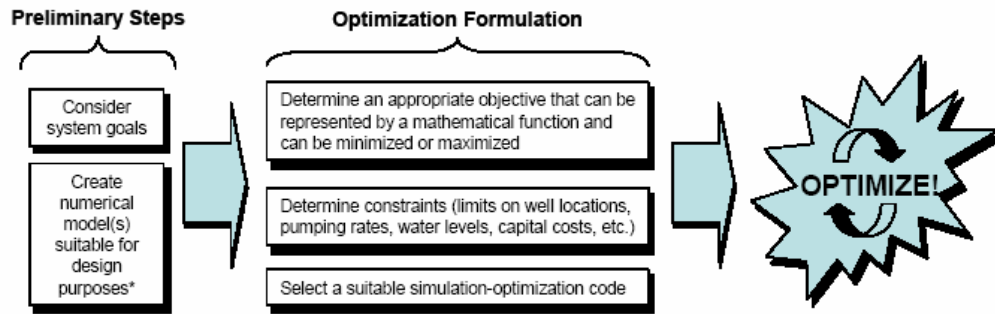 Preliminary Steps
Optimization Formulation
Consider
system goals
Create
numerical
model(s)
suitable for
design
purposes*
Determine an appropriate objective that can be
represented by a mathematical function and
can be minimized or maximized
Determine constraints (limits on well locations,
pumping rates, water levels, capital costs, etc.)
Select a suitable simulation-optimization code
OPTIMIZE!